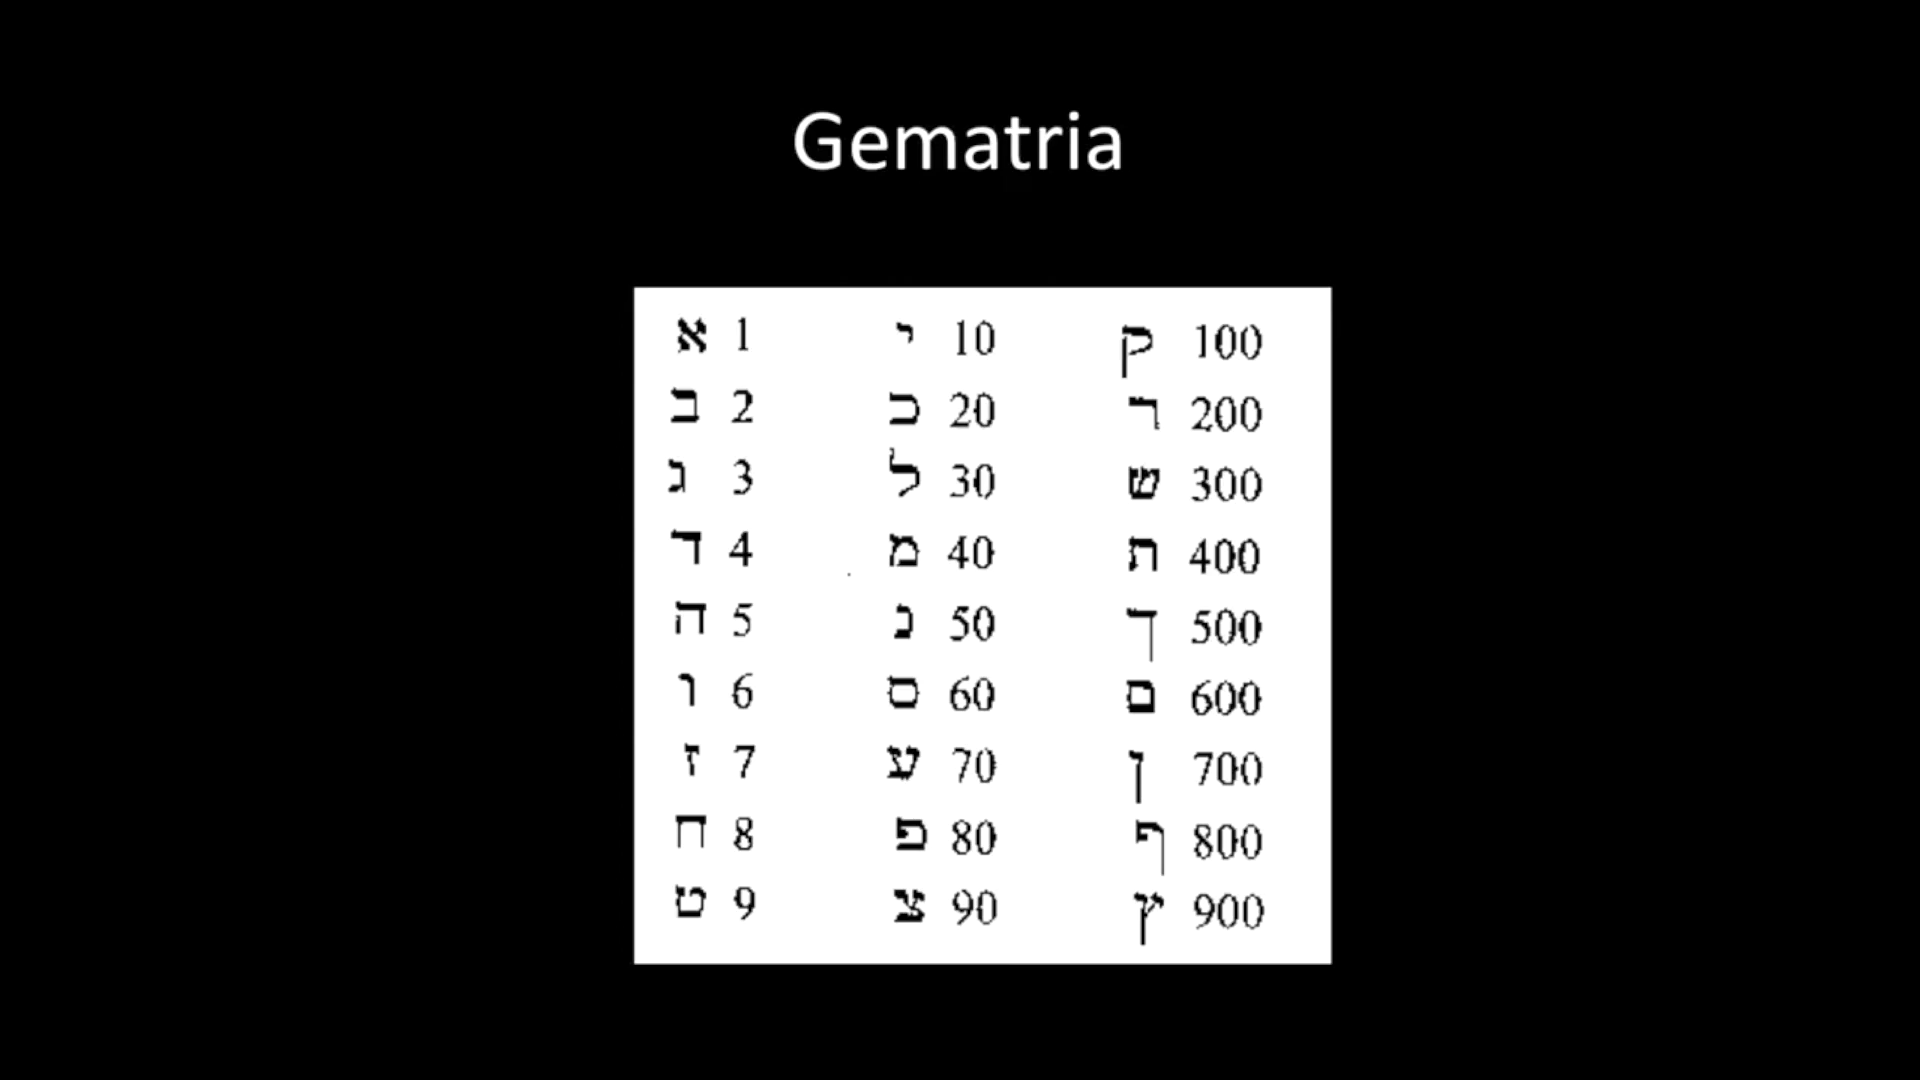 Gematria
א 1 י 10 ק 100
ב 2 כ 20 ר 200
ג 3 ל 30 ש 300
ד 4 מ 40 ת 400
ה 5 נ 50 ך 500
ו 6 ס 60 ם 600
ז 7 ע 70 ן 700
ח 8 פ 80 ף 800
ט 9 צ 90 ץ 900